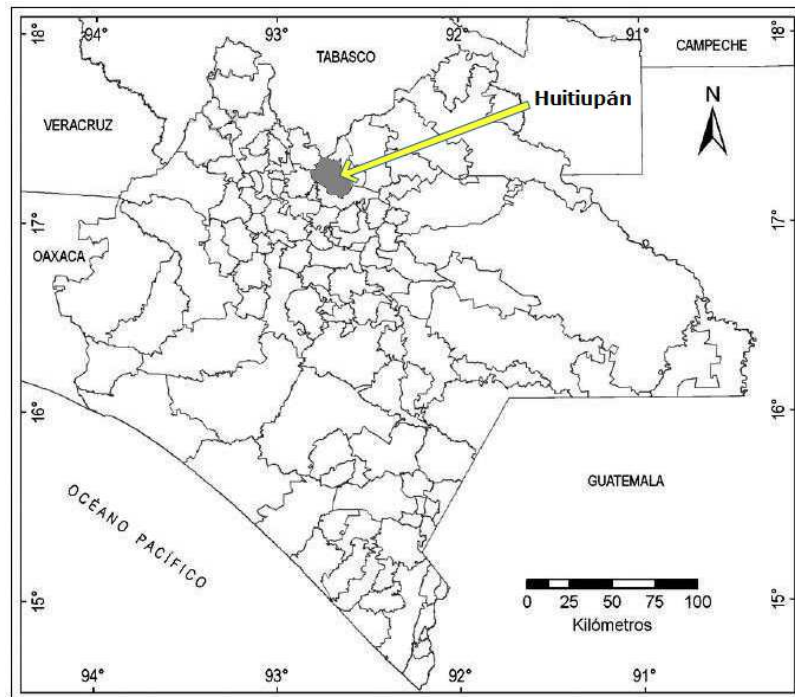 18°
94°
93°
92°
91°
18°
TABASCO
CAMPECHE
Huitiupán
N
VERACRUZ
17°
17°
OAXACA
16°
16°
GUATEMALA
OCÉANO PACÍFICO
0 25 50 75 100
Kilómetros
15°
15°
94°
93°
92°
91°